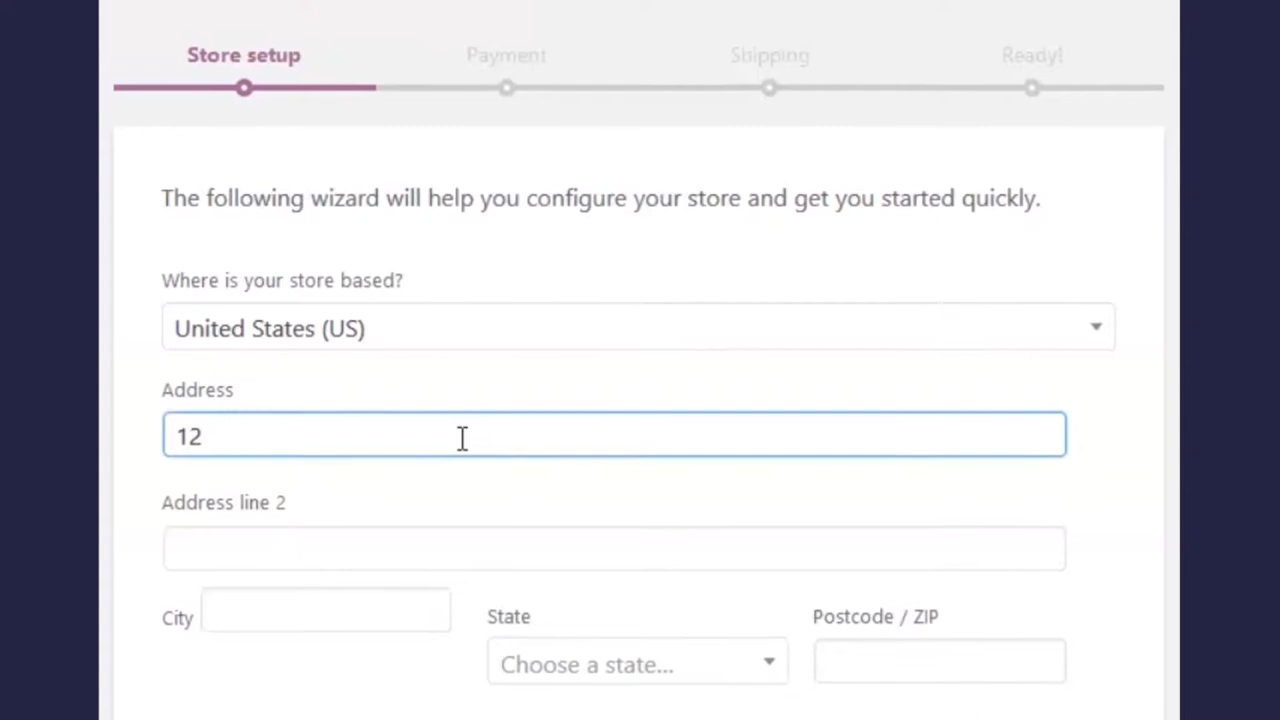 Store setup Payment Shipping Ready!
The following wizard will help you configure your store and get you started quickly.
Where is your store based?
United States (US)
Address
12
Address line 2
City State Postcode / ZIP
Choose a state...